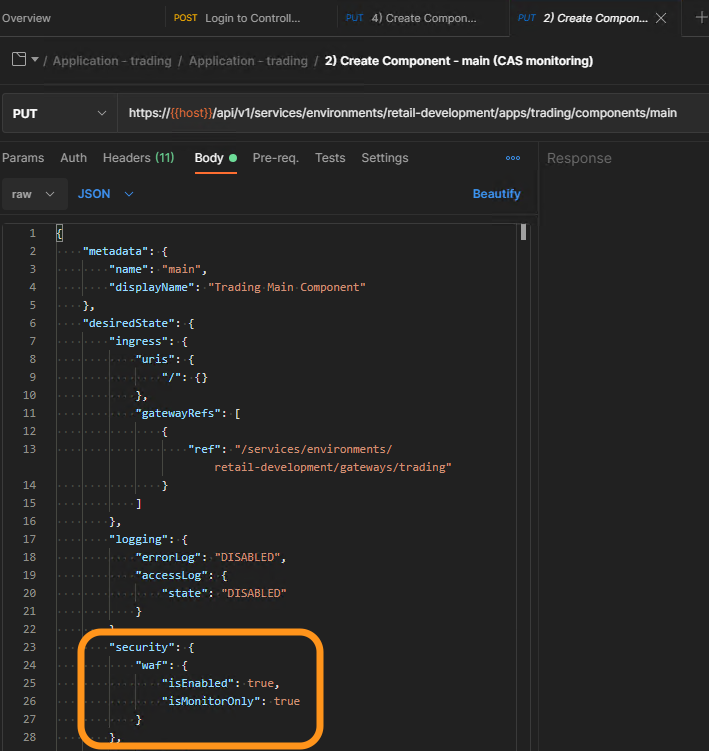 Overview
POST Login to Controll...
PUT 4) Create Compon...
PUT 2) Create Compon...
/ Application - trading / Application - trading / 2) Create Component - main (CAS monitoring)
PUT
https://{{host}}/api/v1/services/environments/retail-development/apps/trading/components/main
Params Auth Headers (11) Body Pre-req. Tests Settings
Response
raw JSON Beautify
1 {
2 "metadata": {
3 "name": "main",
4 "displayName": "Trading Main Component"
5 },
6 "desiredState": {
7 "ingress": {
8 "uris": {
9 "/": {}
10 },
11 "gatewayRefs": [
12 {
13 "ref": "/services/environments/
retail-development/gateways/trading"
14 }
15 ]
16 },
17 "logging": {
18 "errorLog": "DISABLED",
19 "accessLog": {
20 "state": "DISABLED"
21 }
22 },
23 "security": {
24 "waf": {
25 "isEnabled": true,
26 "isMonitorOnly": true
27 }
28 },